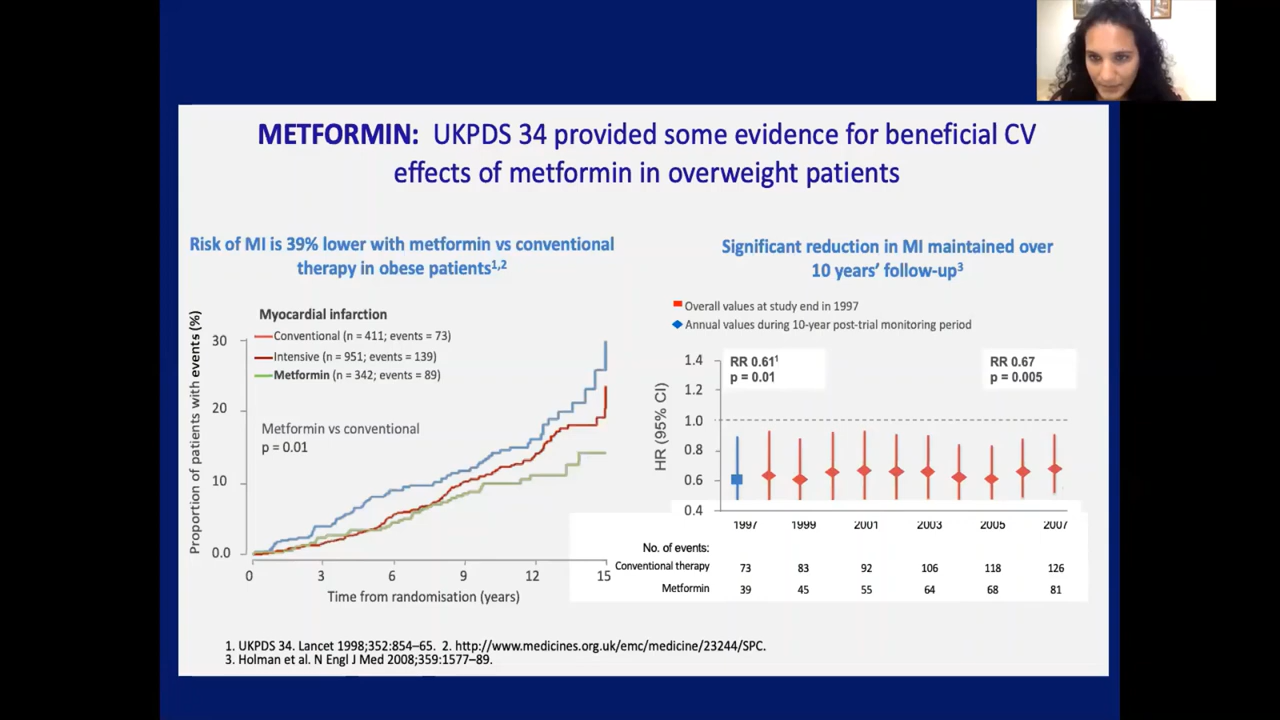 METFORMIN: UKPDS 34 provided some evidence for beneficial CV
effects of metformin in overweight patients
Risk of MI is 39% lower with metformin vs conventional
therapy in obese patients1,2
Myocardial infarction
Conventional (n = 411; events = 73)
Intensive (n = 951; events = 139)
Metformin (n = 342; events = 89)
Metformin vs conventional
p = 0.01
Proportion of patients with events (%)
30
20
10
0.0
0 3 6 9 12 15
Time from randomisation (years)
Significant reduction in MI maintained over
10 years’ follow-up3
Overall values at study end in 1997
Annual values during 10-year post-trial monitoring period
RR 0.611
p = 0.01
RR 0.67
p = 0.005
HR (95% CI)
1.4
1.2
1.0
0.8
0.6
0.4
1997 1999 2001 2003 2005 2007
No. of events:
Conventional therapy 73 83 92 106 118 126
Metformin 39 45 55 64 68 81
1. UKPDS 34. Lancet 1998;352:854–65. 2. http://www.medicines.org.uk/emc/medicine/23244/SPC.
3. Holman et al. N Engl J Med 2008;359:1577–89.